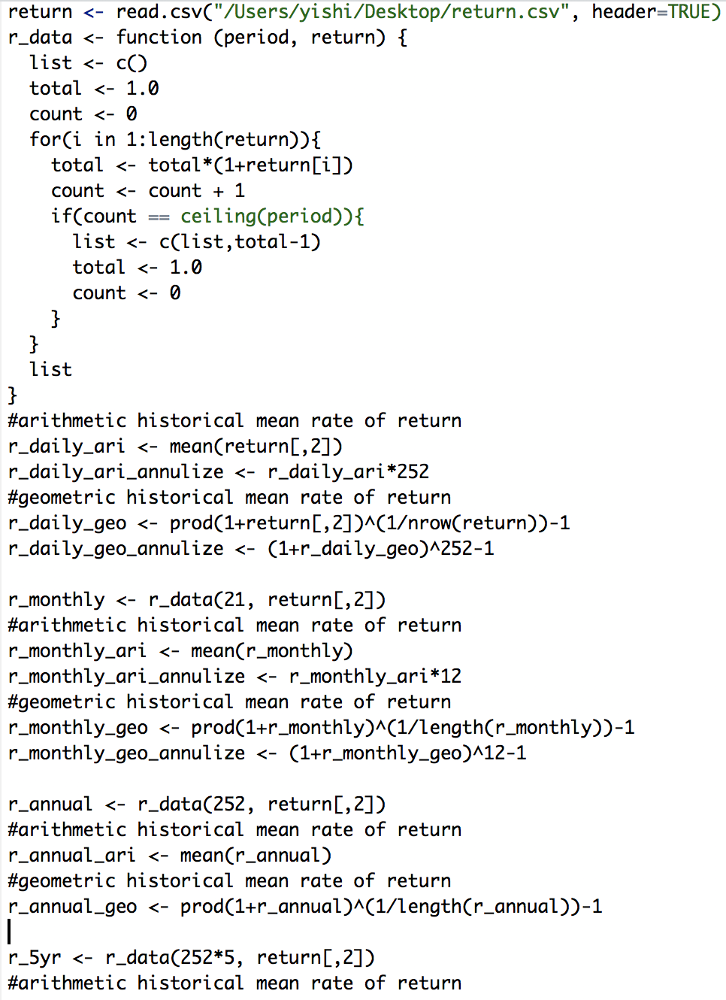 return <- read.csv("/Users/yishi/Desktop/return.csv", header=TRUE)
r_data <- function (period, return) {
  list <- c()
  total <- 1.0
  count <- 0
  for(i in 1:length(return)){
    total <- total*(1+return[i])
    count <- count + 1
    if(count == ceiling(period)){
      list <- c(list,total-1)
      total <- 1.0
      count <- 0
    }
  }
  list
}
#arithmetic historical mean rate of return
r_daily_ari <- mean(return[,2])
r_daily_ari_annulize <- r_daily_ari*252
#geometric historical mean rate of return
r_daily_geo <- prod(1+return[,2])^(1/nrow(return))-1
r_daily_geo_annulize <- (1+r_daily_geo)^252-1

r_monthly <- r_data(21, return[,2])
#arithmetic historical mean rate of return
r_monthly_ari <- mean(r_monthly)
r_monthly_ari_annulize <- r_monthly_ari*12
#geometric historical mean rate of return
r_monthly_geo <- prod(1+r_monthly)^(1/length(r_monthly))-1
r_monthly_geo_annulize <- (1+r_monthly_geo)^12-1

r_annual <- r_data(252, return[,2])
#arithmetic historical mean rate of return
r_annual_ari <- mean(r_annual)
#geometric historical mean rate of return
r_annual_geo <- prod(1+r_annual)^(1/length(r_annual))-1

r_5yr <- r_data(252*5, return[,2])
#arithmetic historical mean rate of return